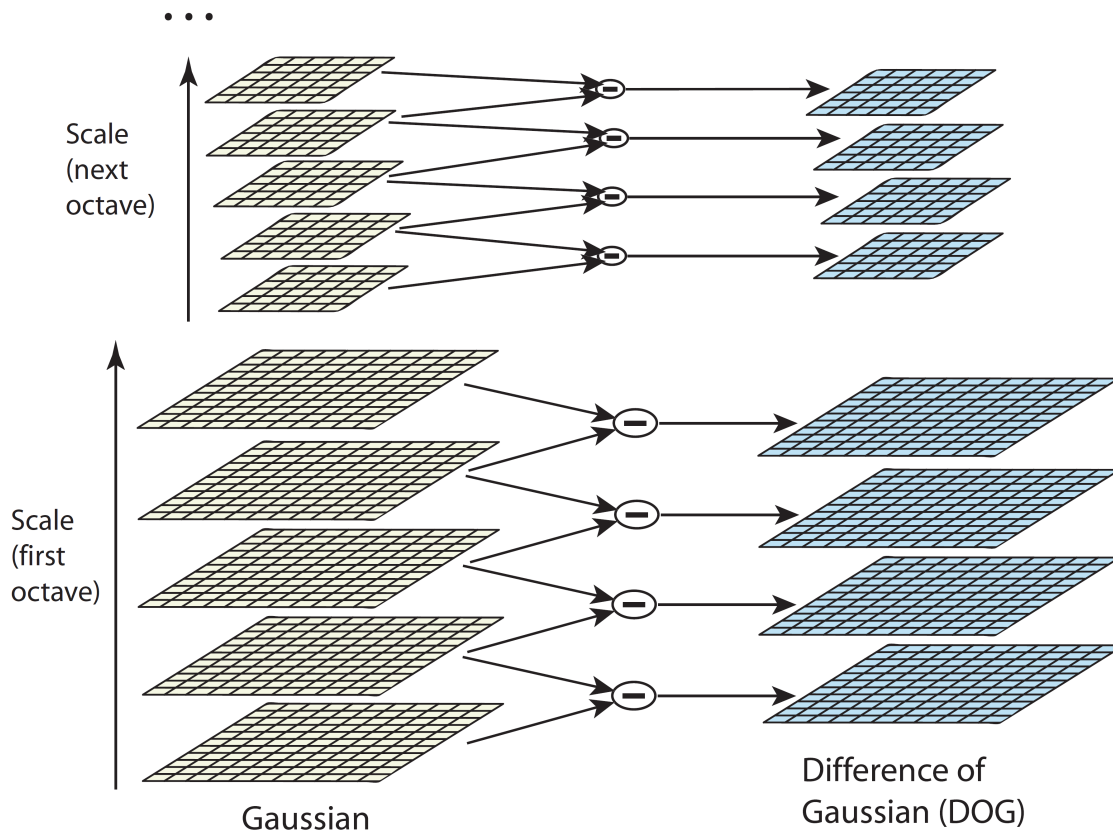 ...
Scale
(next
octave)
Scale
(first
octave)
Gaussian
Difference of
Gaussian (DOG)